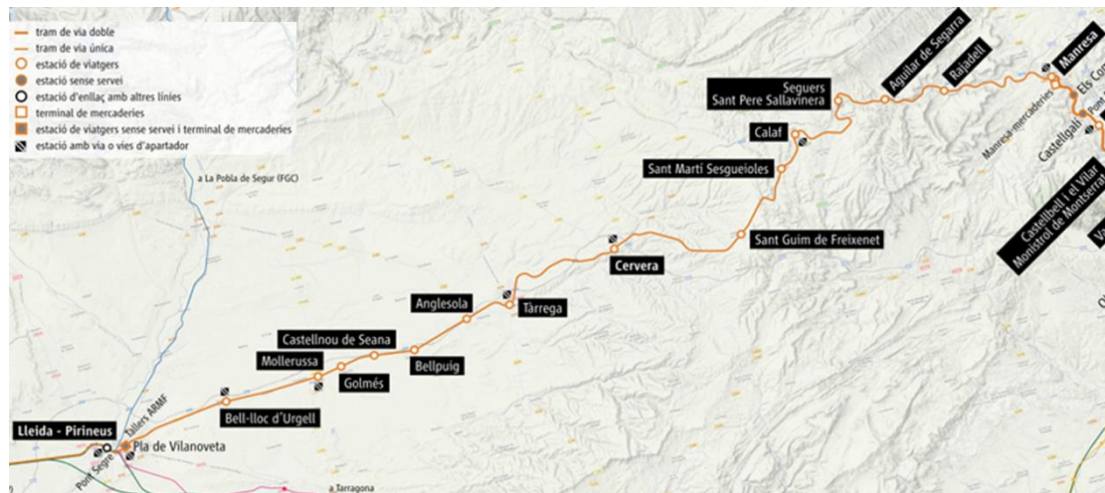 tram de via doble
tram de via única
estació de viatgers
estació sense servei
estació d'enllaç amb altres línies
terminal de mercaderies
estació de viatgers sense servei i terminal de mercaderies
estació amb via o vies d'apartador
a La Pobla de Segur (FGC)
Lleida - Pirineus
Pont Segre
Tallers ARMF
Pla de Vilanoveta
a Tarragona
Bell-lloc d'Urgell
Mollerussa
Golmés
Castellnou de Seana
Bellpuig
Anglesola
Tàrrega
Cervera
Sant Guim de Freixenet
Sant Martí Sesgueioles
Calaf
Seguers
Sant Pere Sallavinera
Aguilar de Segarra
Rajadell
Manresa
Manresa-mercaderies
Els Com
Pont
Castellgalí
Castellbell i el Vilar
Monistrol de Montserrat
Va